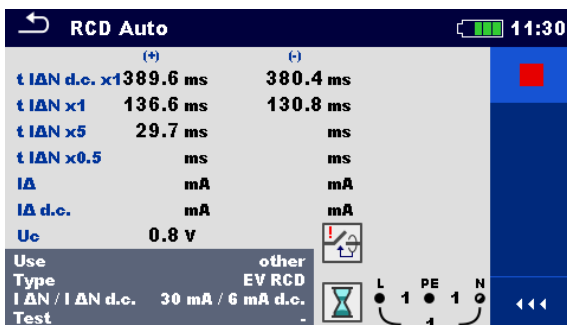 RCD Auto 11:30
(+) (-)
t IΔN d.c. x1 389.6 ms 380.4 ms
t IΔN x1 136.6 ms 130.8 ms
t IΔN x5 29.7 ms ms
t IΔN x0.5 ms ms
IΔ mA mA
IΔ d.c. mA mA
Uc 0.8 V
Use other
Type EV RCD
I ΔN / I ΔN d.c. 30 mA / 6 mA d.c.
Test -
L PE N
1 1
1